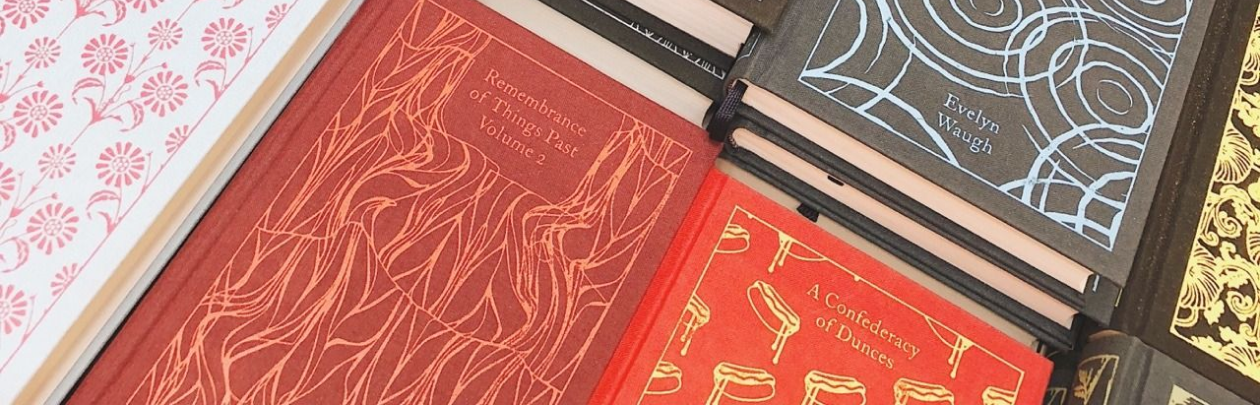 Remembrance
of Things Past
Volume 2
Evelyn
Waugh
A Confederacy
of Dunces